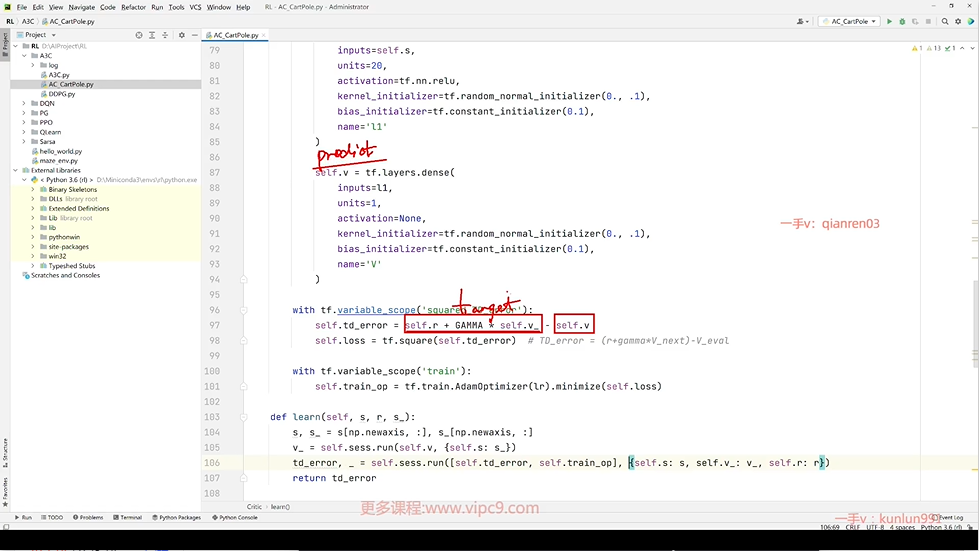 File Edit View Navigate Code Refactor Run Tools VCS Window Help RL - AC_CartPole.py - Administrator
RL A3C AC_CartPole.py AC_CartPole
Project AC_CartPole.py
RL D:\AIProject\RL
A3C
log
A3C.py
AC_CartPole.py
DDPG.py
DQN
PG
PPO
QLearn
Sarsa
hello_world.py
maze_env.py
External Libraries
< Python 3.6 (rl) > D:\Miniconda3\envs\rl\python.exe
Binary Skeletons
DLLs library root
Extended Definitions
Lib library root
lib
pythonwin
site-packages
win32
Typeshed Stubs
Scratches and Consoles
Project
Structure
Favorites
1 13 1
79 inputs=self.s,
80 units=20,
81 activation=tf.nn.relu,
82 kernel_initializer=tf.random_normal_initializer(0., .1),
83 bias_initializer=tf.constant_initializer(0.1),
84 name='l1'
85 )
86
predict
87 self.v = tf.layers.dense(
88 inputs=l1,
89 units=1,
90 activation=None,
91 kernel_initializer=tf.random_normal_initializer(0., .1),
92 bias_initializer=tf.constant_initializer(0.1),
93 name='V'
94 )
95
target
96 with tf.variable_scope('square 'r'):
97 self.td_error = self.r + GAMMA * self.v_ - self.v
98 self.loss = tf.square(self.td_error) # TD_error = (r+gamma*V_next)-V_eval
99
100 with tf.variable_scope('train'):
101 self.train_op = tf.train.AdamOptimizer(lr).minimize(self.loss)
102
103 def learn(self, s, r, s_):
104 s, s_ = s[np.newaxis, :], s_[np.newaxis, :]
105 v_ = self.sess.run(self.v, {self.s: s_})
106 td_error, _ = self.sess.run([self.td_error, self.train_op], {self.s: s, self.v_: v_, self.r: r})
107 return td_error
108
一手v：qianren03
Critic learn()
更多课程:www.vipc9.com
一手v：kunlun991
Run TODO Problems Terminal Python Packages Python Console Event Log
106:69 CRLF UTF-8 4 spaces Python 3.6 (rl)